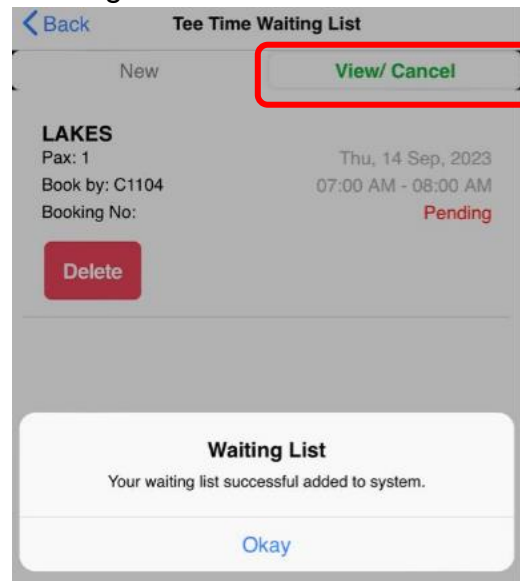 Back Tee Time Waiting List
New View/ Cancel
LAKES
Pax: 1 Thu, 14 Sep, 2023
Book by: C1104 07:00 AM - 08:00 AM
Booking No: Pending
Delete
Waiting List
Your waiting list successful added to system.
Okay